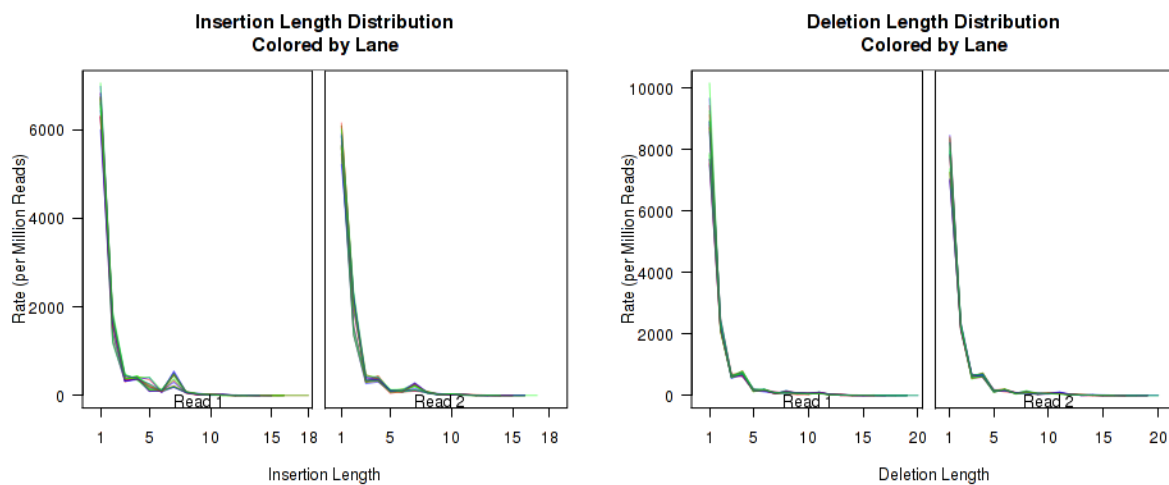 Insertion Length Distribution
Colored by Lane
Rate (per Million Reads)
6000
4000
2000
0
Read 1
Read 2
1 5 10 15 18 1 5 10 15 18
Insertion Length
Deletion Length Distribution
Colored by Lane
Rate (per Million Reads)
10000
8000
6000
4000
2000
0
Read 1
Read 2
1 5 10 15 20 1 5 10 15 20
Deletion Length